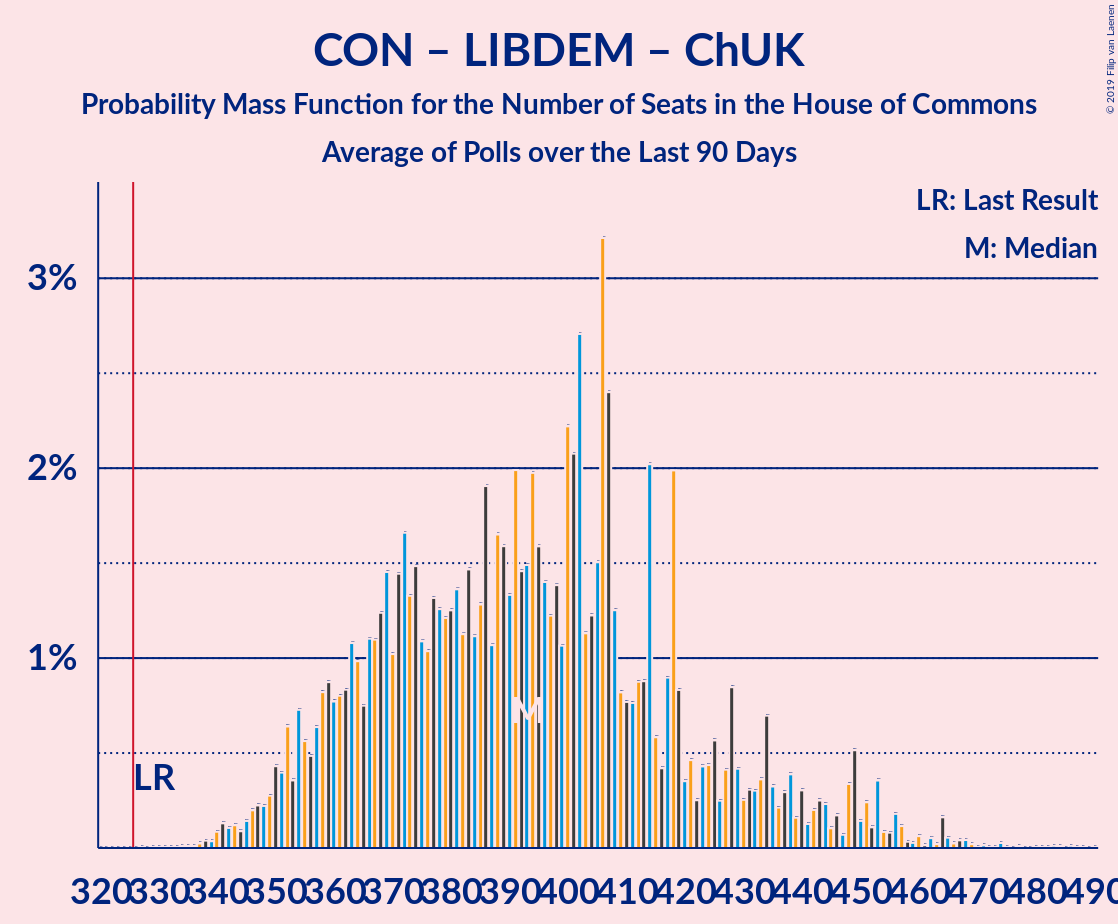 CON – LIBDEM – ChUK
Probability Mass Function for the Number of Seats in the House of Commons
Average of Polls over the Last 90 Days
© 2019 Filip van Laenen
LR: Last Result
M: Median
3%
2%
1%
M
LR
320 330 340 350 360 370 380 390 400 410 420 430 440 450 460 470 480 490